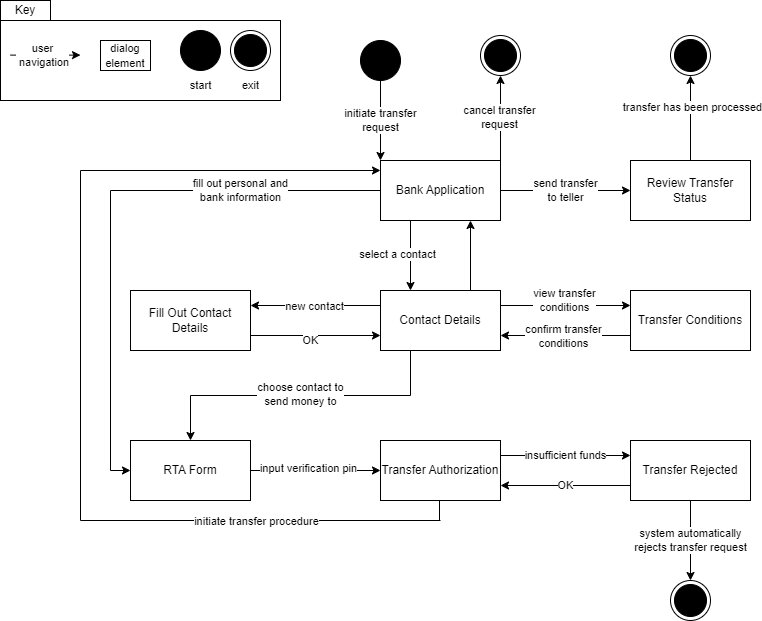 Key
user
navigation
dialog
element
start
exit
initiate transfer
request
cancel transfer
request
transfer has been processed
Bank Application
send transfer
to teller
Review Transfer
Status
fill out personal and
bank information
select a contact
Fill Out Contact
Details
new contact
OK
Contact Details
view transfer
conditions
confirm transfer
conditions
Transfer Conditions
choose contact to
send money to
RTA Form
input verification pin
Transfer Authorization
insufficient funds
OK
Transfer Rejected
initiate transfer procedure
system automatically
rejects transfer request